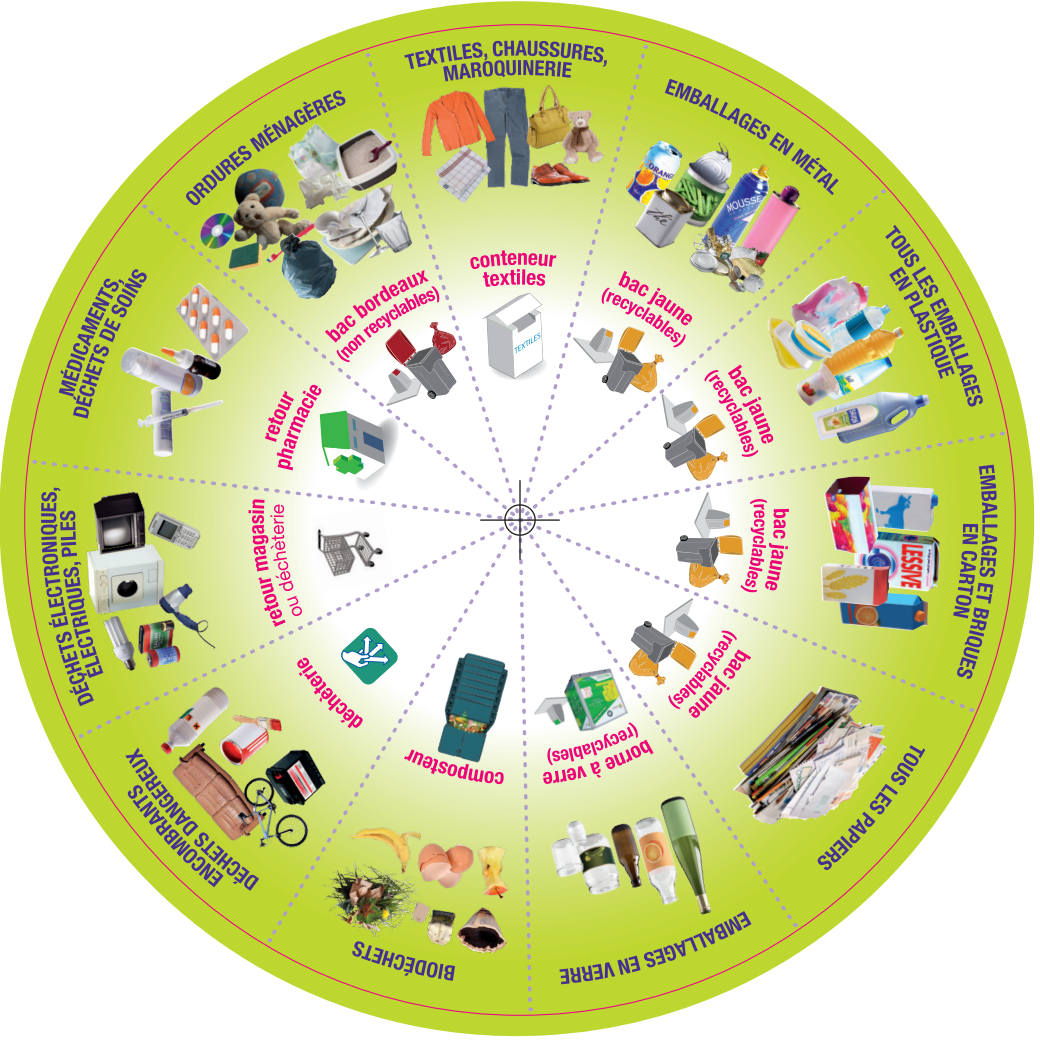 TEXTILES, CHAUSSURES,
MAROQUINERIE
conteneur
textiles
TEXTILES
EMBALLAGES EN MÉTAL
ORANGE
MOUSSE
thé
bac jaune
(recyclables)
TOUS LES EMBALLAGES
EN PLASTIQUE
bac jaune
(recyclables)
EMBALLAGES ET BRIQUES
EN CARTON
LESSIVE
bac jaune
(recyclables)
TOUS LES PAPIERS
bac jaune
(recyclables)
EMBALLAGES EN VERRE
borne à verre
(recyclables)
BIODÉCHETS
composteur
ENCOMBRANTS
DÉCHETS DANGEREUX
déchèterie
DÉCHETS ÉLECTRONIQUES,
ÉLECTRIQUES, PILES
retour magasin
ou déchèterie
MÉDICAMENTS,
DÉCHETS DE SOINS
retour
pharmacie
ORDURES MÉNAGÈRES
bac bordeaux
(non recyclables)